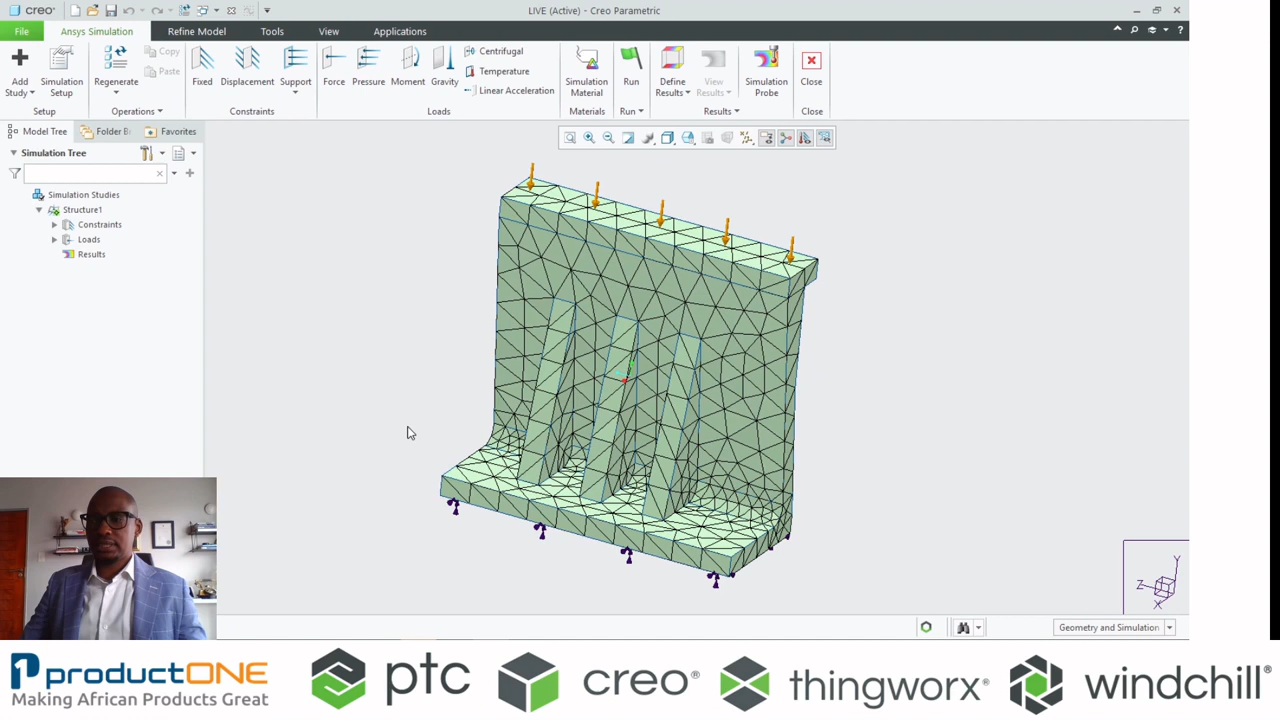 creo®
LIVE (Active) - Creo Parametric
File
Ansys Simulation
Refine Model
Tools
View
Applications
Add Study
Simulation Setup
Regenerate
Copy
Paste
Fixed
Displacement
Support
Force
Pressure
Moment
Gravity
Centrifugal
Temperature
Linear Acceleration
Simulation Material
Run
Define Results
View Results
Simulation Probe
Close
Setup
Operations
Constraints
Loads
Materials
Run
Results
Close
Model Tree
Folder B
Favorites
Simulation Tree
Simulation Studies
Structure1
Constraints
Loads
Results
Y
Z
X
Geometry and Simulation
productONE
Making African Products Great
ptc
creo®
thingworx®
windchill®